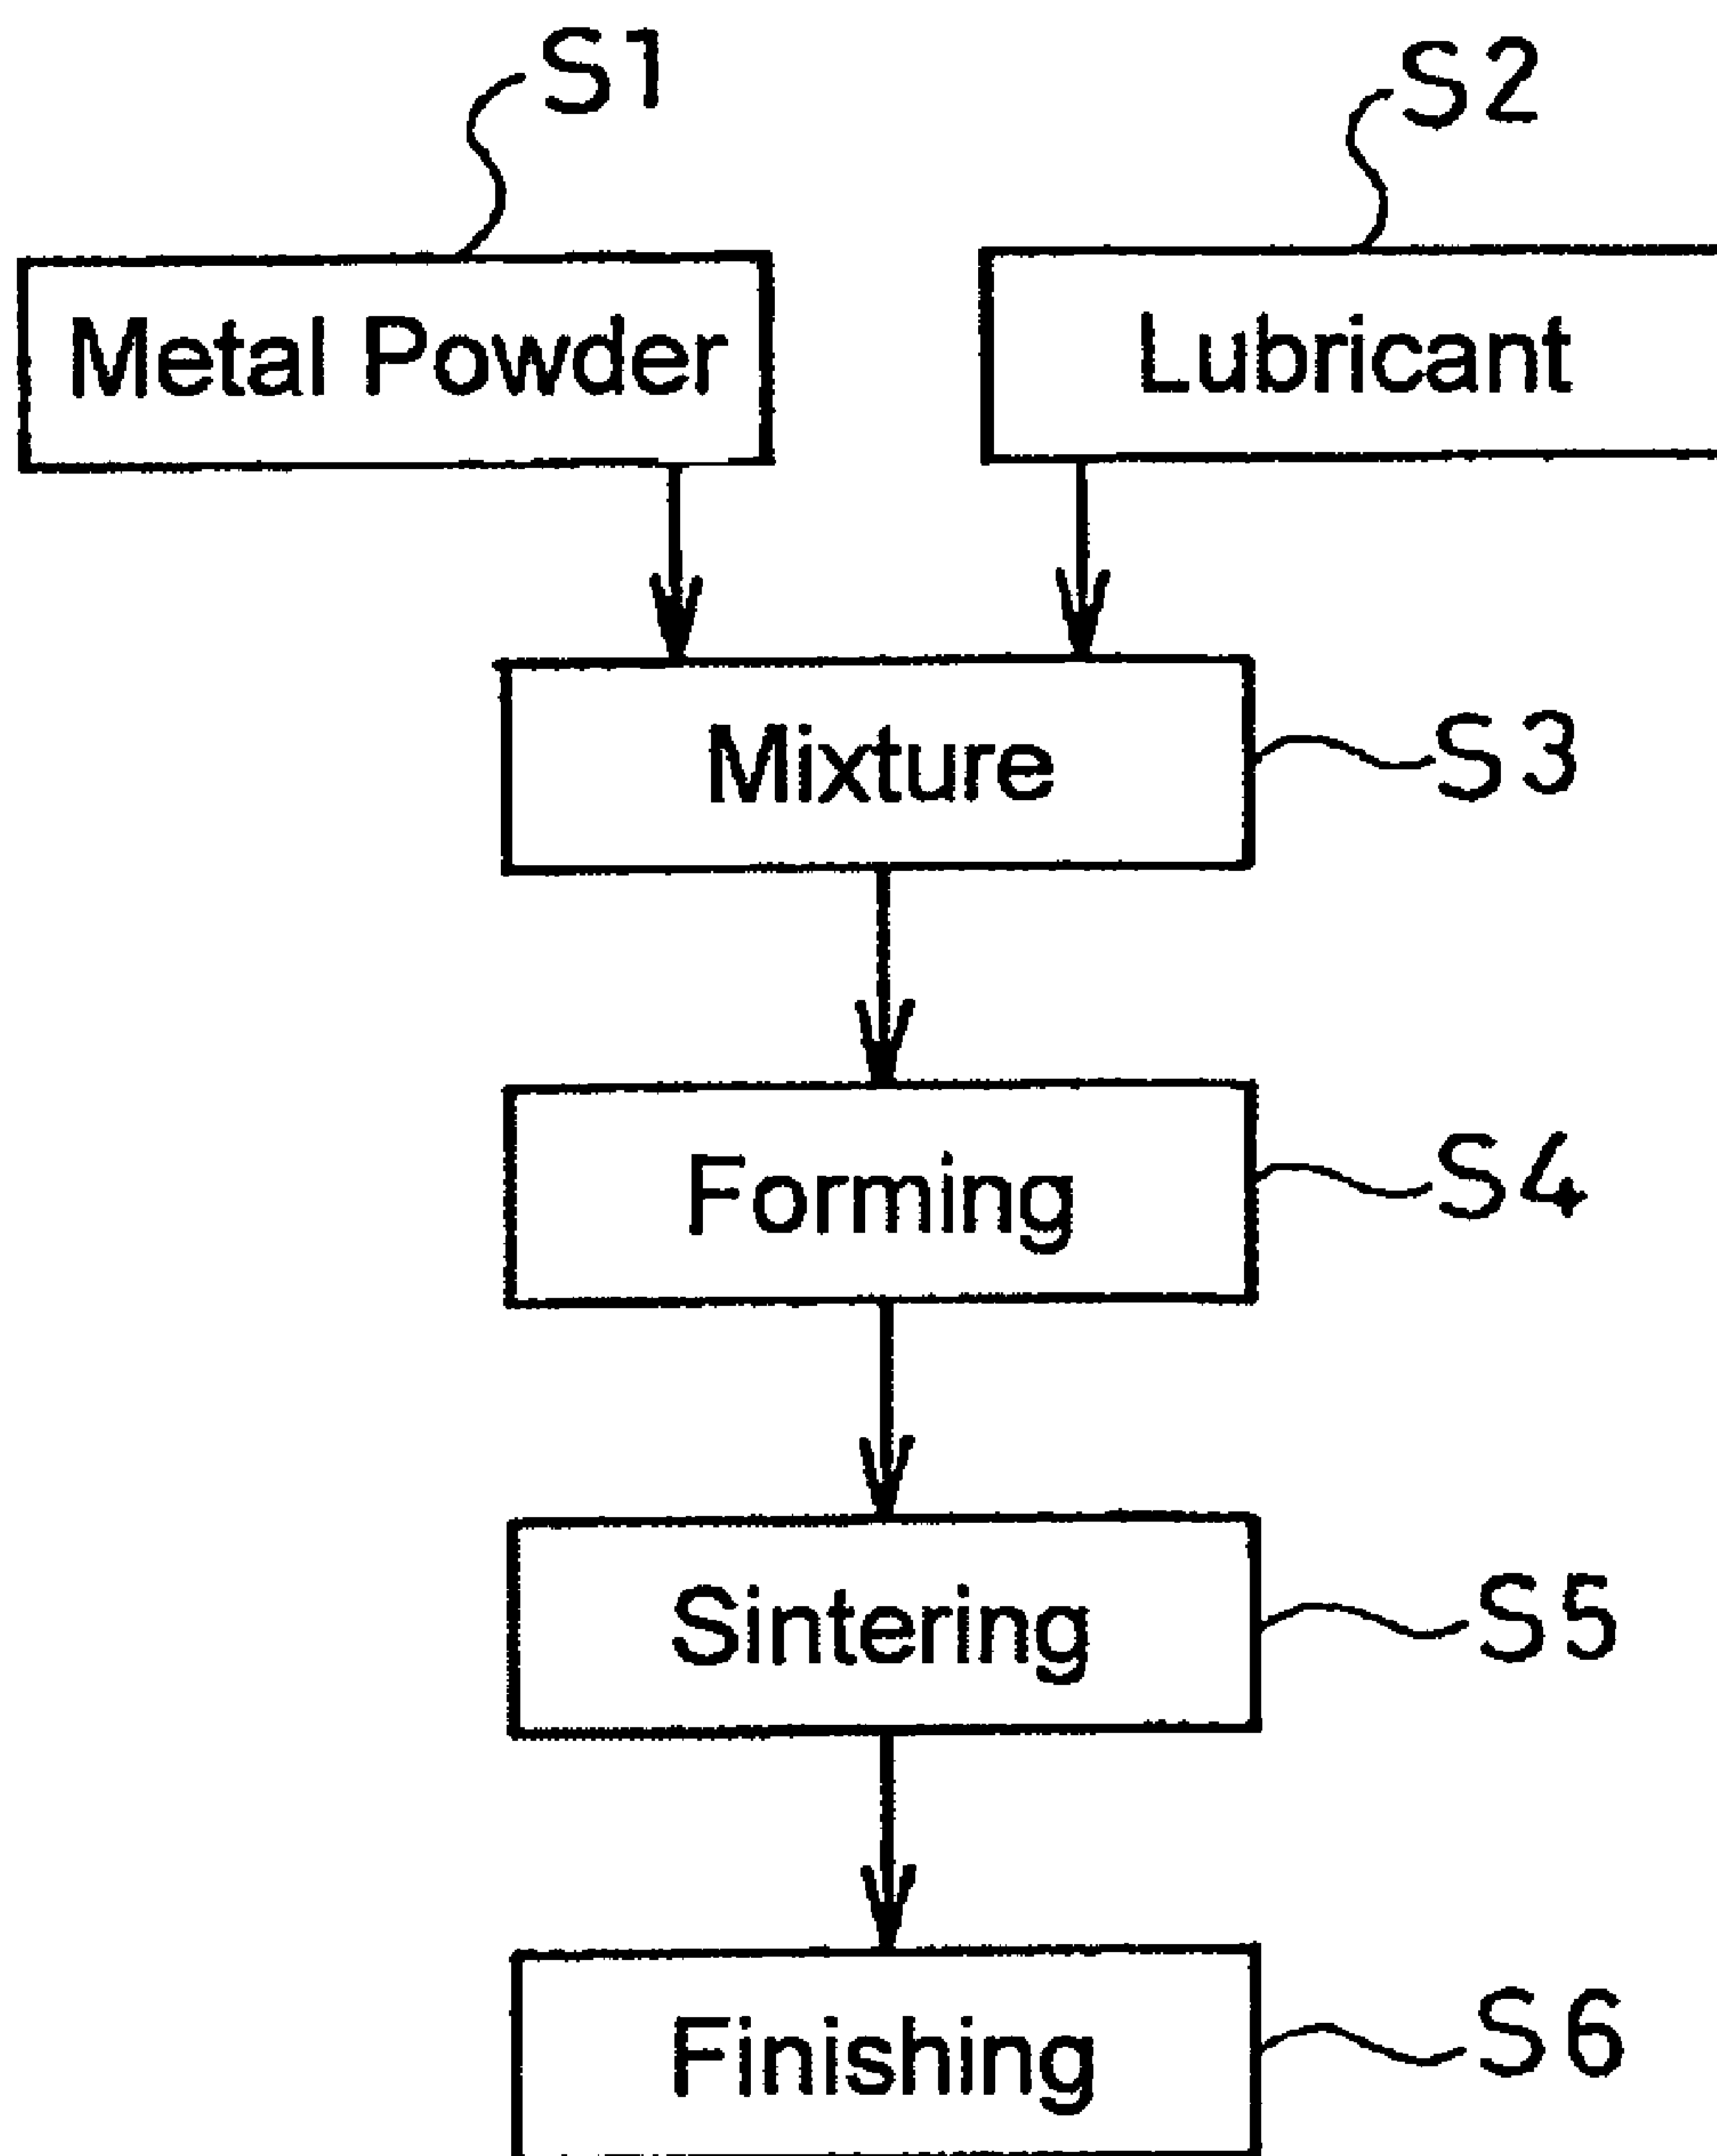 S1
S2
Metal Powder
Lubricant
Mixture
S3
Forming
S4
Sintering
S5
Finishing
S6